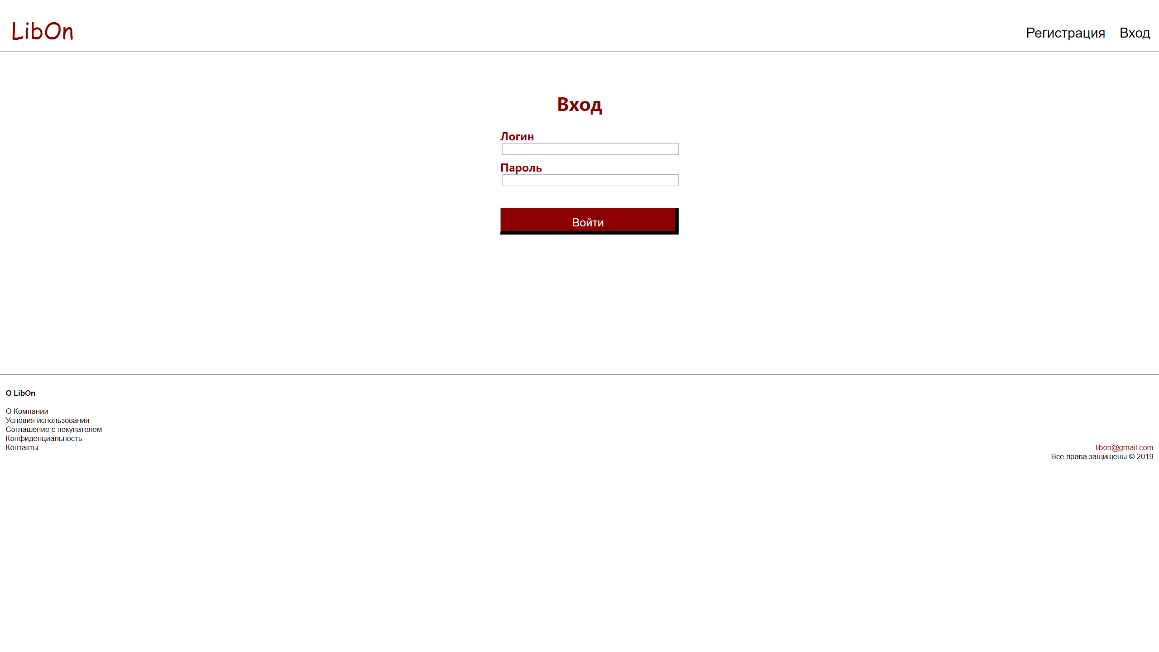 LibOn
Регистрация Вход
Вход
Логин
Пароль
Войти
О LibOn
О Компании
Условия использования
Соглашение с покупателем
Конфиденциальность
Контакты
libon@gmail.com
Все права защищены © 2019